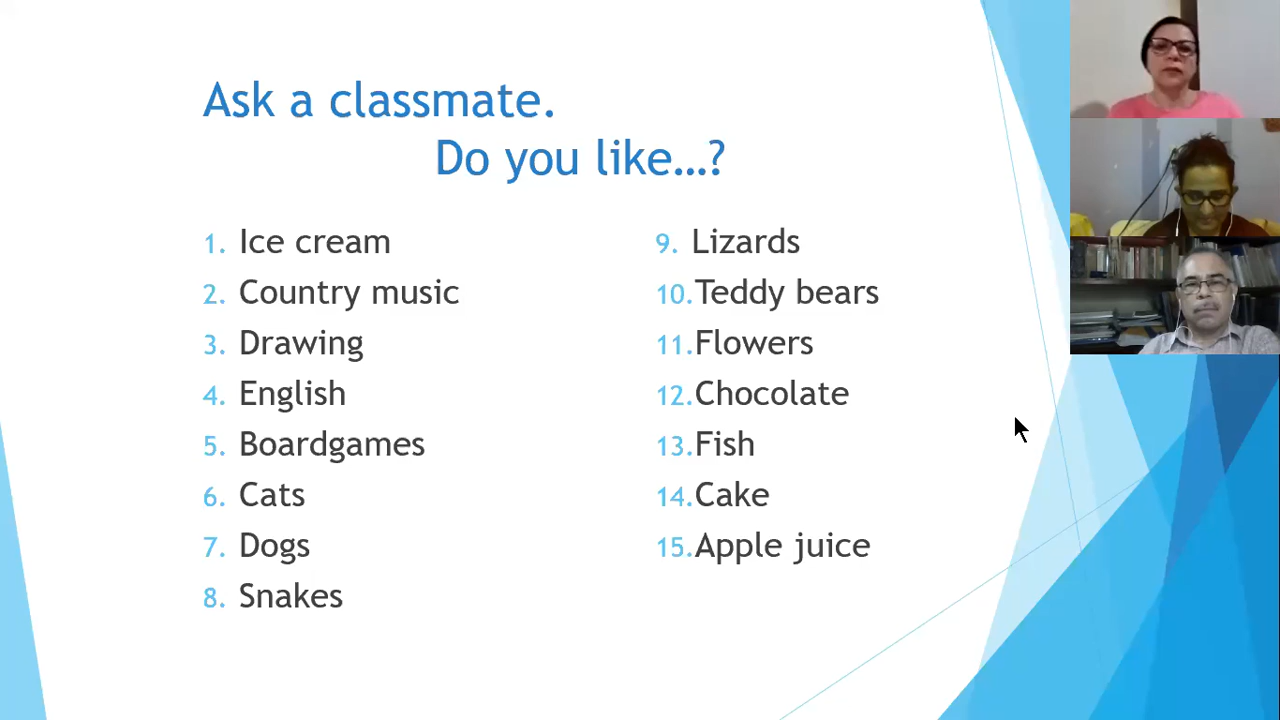 Ask a classmate.
Do you like…?
1. Ice cream
2. Country music
3. Drawing
4. English
5. Boardgames
6. Cats
7. Dogs
8. Snakes
9. Lizards
10. Teddy bears
11. Flowers
12. Chocolate
13. Fish
14. Cake
15. Apple juice